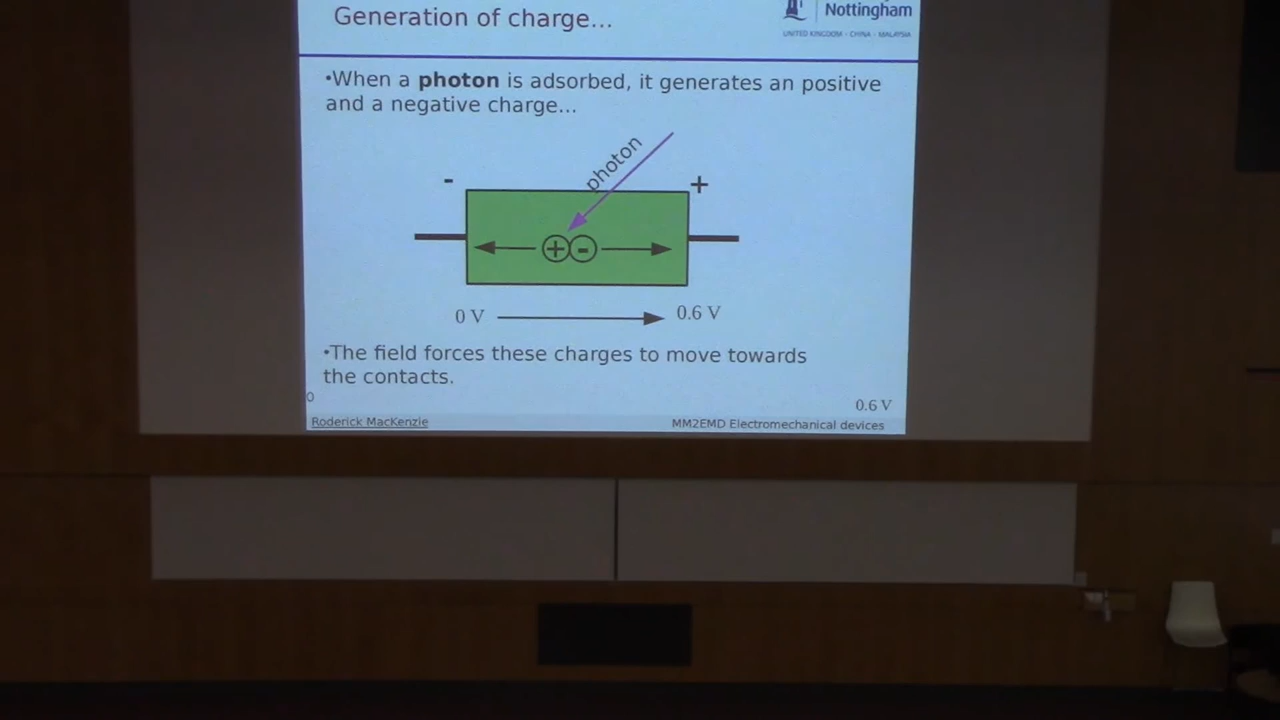 Generation of charge...
Nottingham
UNITED KINGDOM · CHINA · MALAYSIA
•When a photon is adsorbed, it generates an positive
and a negative charge...
photon
-
+
+
-
0 V
0.6 V
•The field forces these charges to move towards
the contacts.
0
0.6 V
Roderick MacKenzie
MM2EMD Electromechanical devices